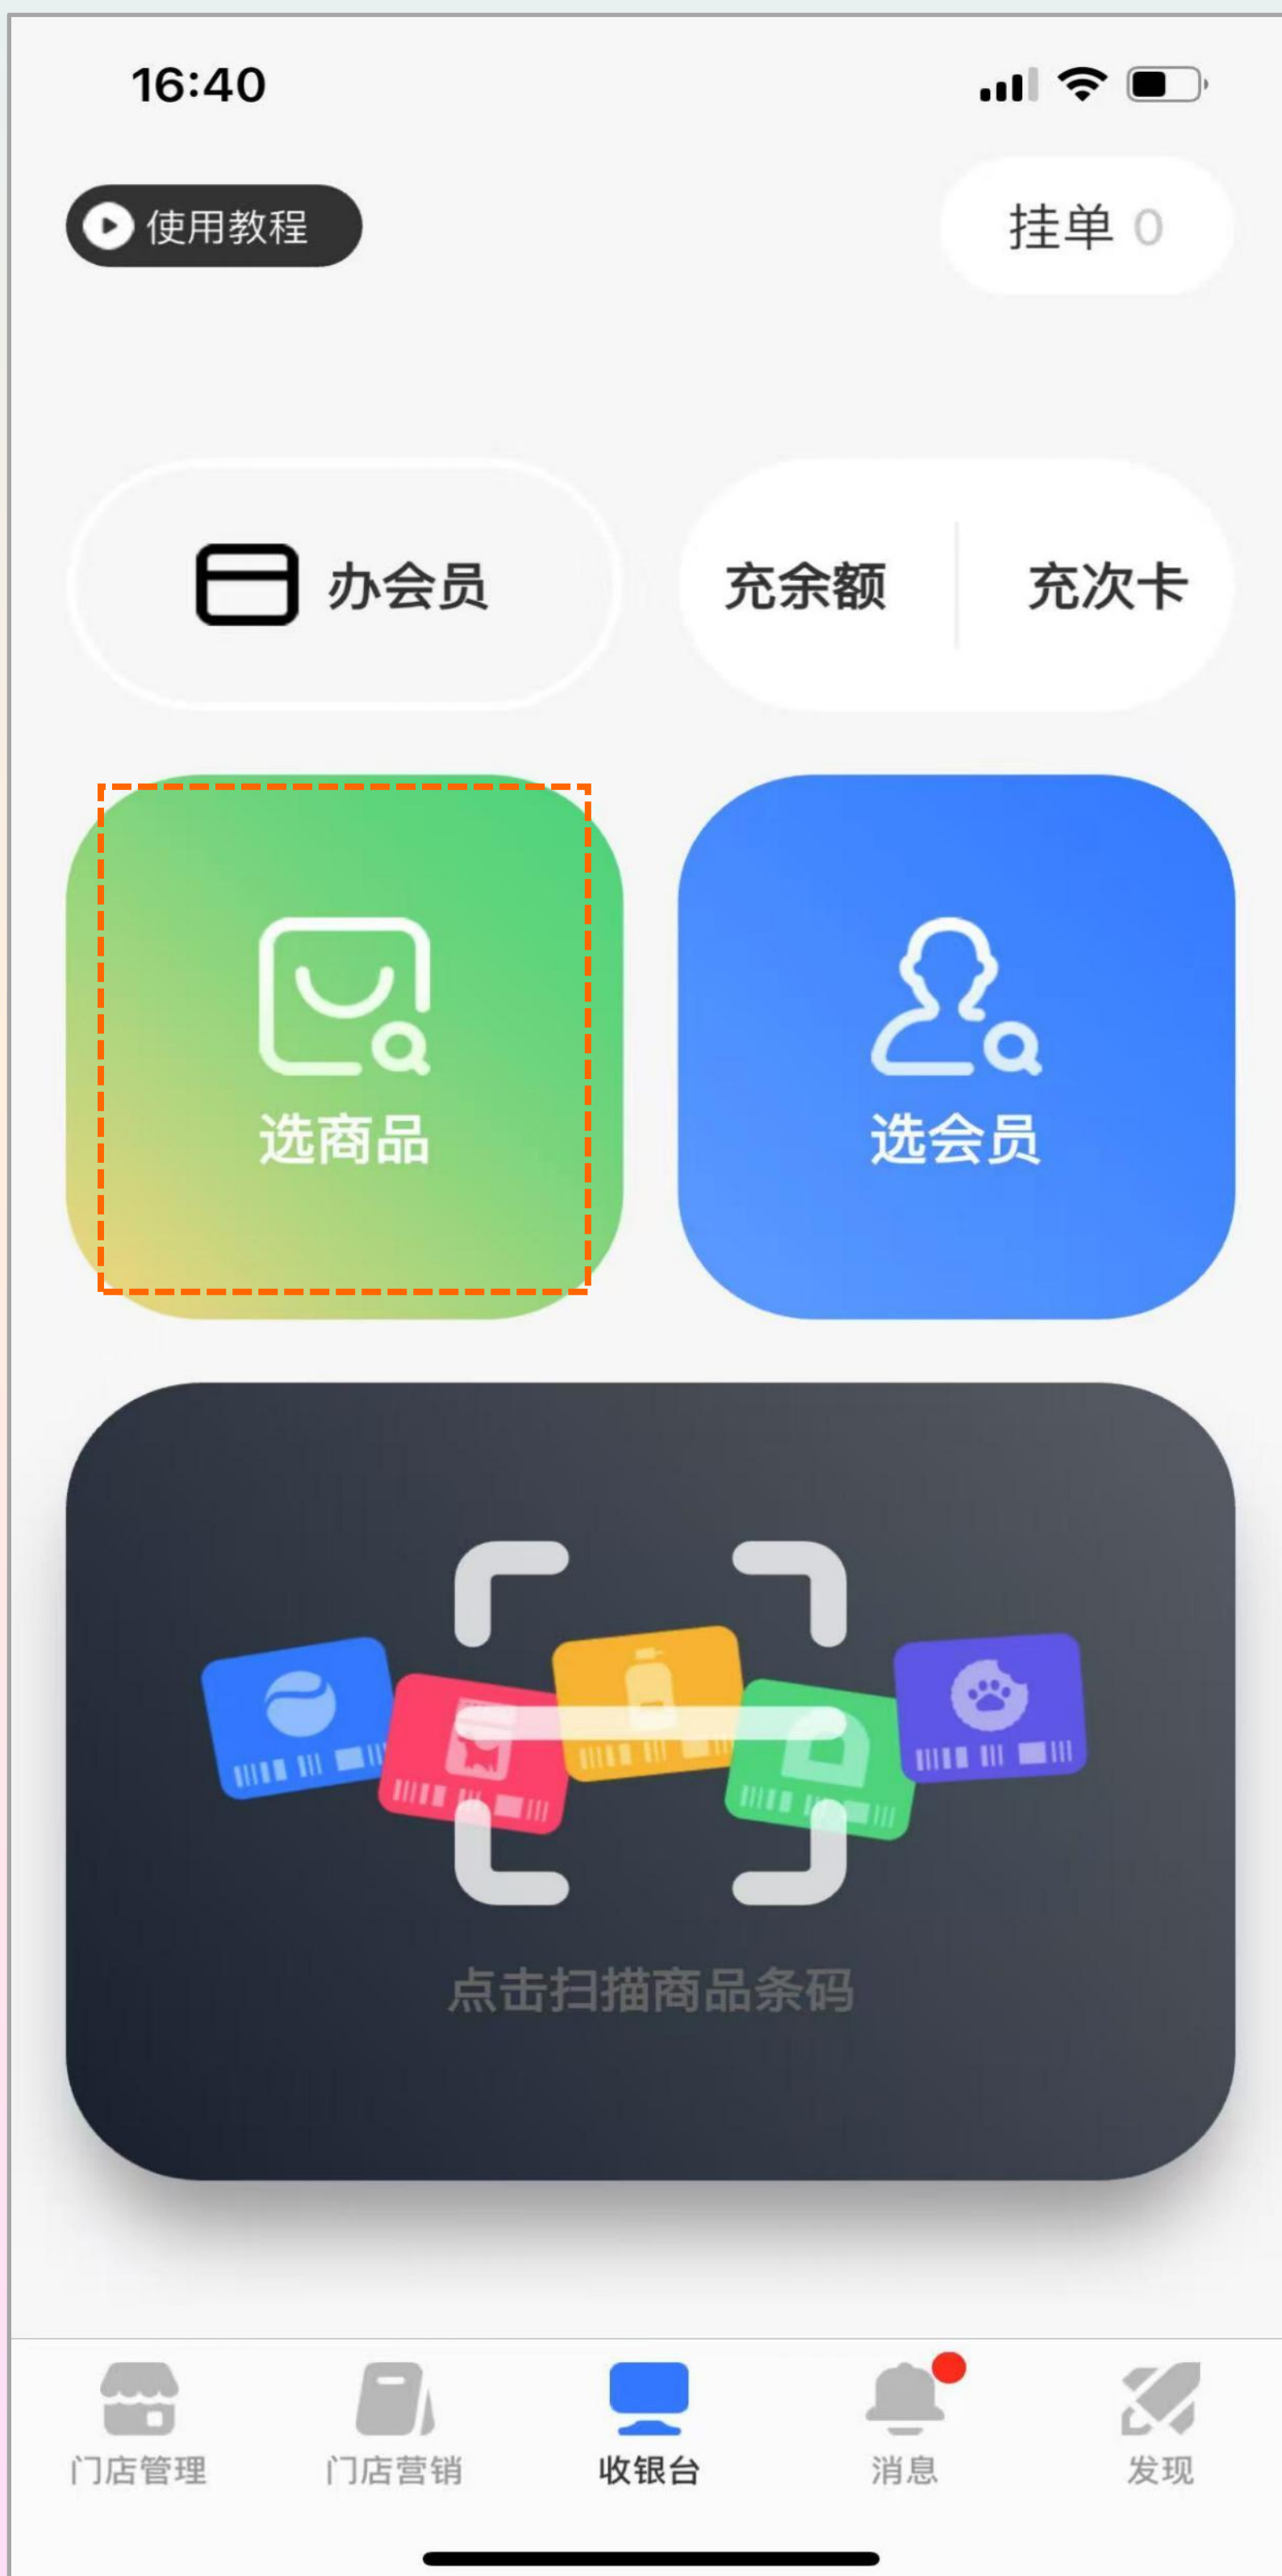 16:40
使用教程
挂单 0
办会员
充余额
充次卡
选商品
选会员
点击扫描商品条码
门店管理
门店营销
收银台
消息
发现